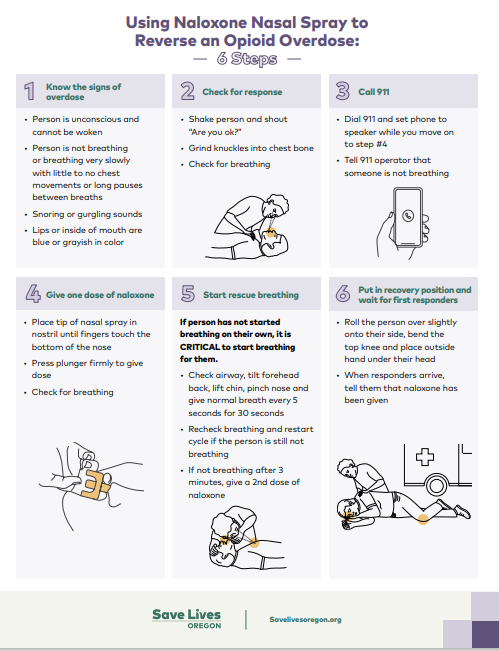 Using Naloxone Nasal Spray to
Reverse an Opioid Overdose:
6 Steps
1
Know the signs of
overdose
• Person is unconscious and
cannot be woken
• Person is not breathing
or breathing very slowly
with little to no chest
movements or long pauses
between breaths
• Snoring or gurgling sounds
• Lips or inside of mouth are
blue or grayish in color
2
Check for response
• Shake person and shout
"Are you ok?"
• Grind knuckles into chest bone
• Check for breathing
3
Call 911
• Dial 911 and set phone to
speaker while you move on
to step #4
• Tell 911 operator that
someone is not breathing
4
Give one dose of naloxone
• Place tip of nasal spray in
nostril until fingers touch the
bottom of the nose
• Press plunger firmly to give
dose
• Check for breathing
5
Start rescue breathing
If person has not started
breathing on their own, it is
CRITICAL to start breathing
for them.
• Check airway, tilt forehead
back, lift chin, pinch nose and
give normal breath every 5
seconds for 30 seconds
• Recheck breathing and restart
cycle if the person is still not
breathing
• If not breathing after 3
minutes, give a 2nd dose of
naloxone
6
Put in recovery position and
wait for first responders
• Roll the person over slightly
onto their side, bend the
top knee and place outside
hand under their head
• When responders arrive,
tell them that naloxone has
been given
Save Lives
OREGON
Savelivesoregon.org